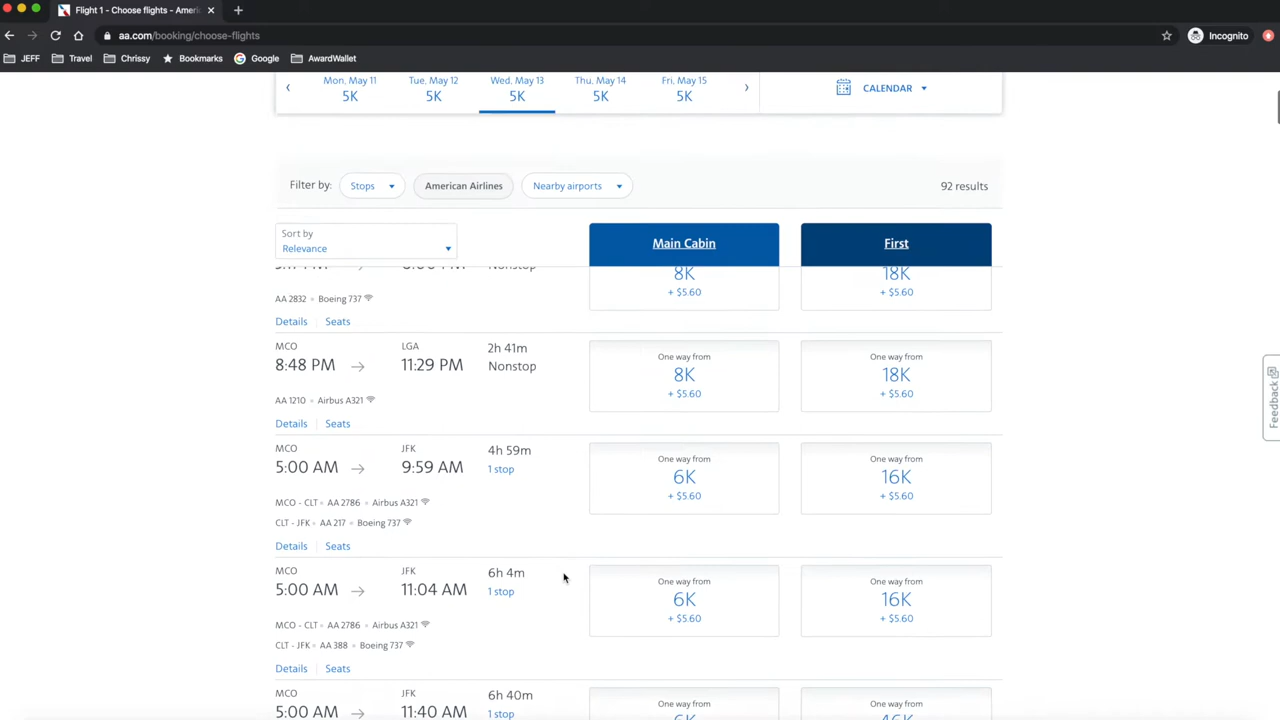 Flight 1 - Choose flights - Ameri
aa.com/booking/choose-flights
Incognito
JEFF
Travel
Chrissy
Bookmarks
Google
AwardWallet
Mon, May 11
Tue, May 12
Wed, May 13
Thu, May 14
Fri, May 15
5K
5K
5K
5K
5K
CALENDAR
Filter by:
Stops
American Airlines
Nearby airports
92 results
Sort by
Relevance
Main Cabin
First
Nonstop
8K
+ $5.60
18K
+ $5.60
AA 2832 Boeing 737
Details
Seats
MCO
8:48 PM
LGA
11:29 PM
2h 41m
Nonstop
One way from
8K
+ $5.60
One way from
18K
+ $5.60
AA 1210 Airbus A321
Details
Seats
MCO
5:00 AM
JFK
9:59 AM
4h 59m
1 stop
One way from
6K
+ $5.60
One way from
16K
+ $5.60
MCO - CLT AA 2786 Airbus A321
CLT - JFK AA 217 Boeing 737
Details
Seats
MCO
5:00 AM
JFK
11:04 AM
6h 4m
1 stop
One way from
6K
+ $5.60
One way from
16K
+ $5.60
MCO - CLT AA 2786 Airbus A321
CLT - JFK AA 388 Boeing 737
Details
Seats
MCO
5:00 AM
JFK
11:40 AM
6h 40m
1 stop
One way from
6K
One way from
Feedback